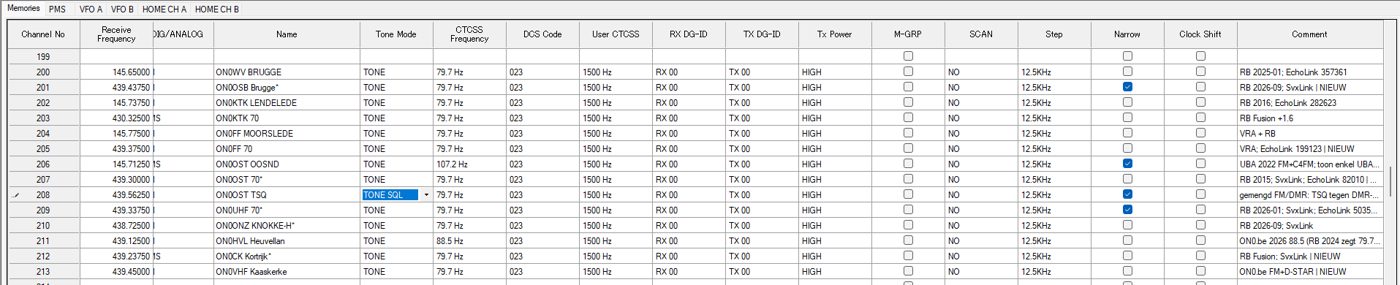 Memories PMS VFO A VFO B HOME CH A HOME CH B
Channel No Receive Frequency DIG/ANALOG Name Tone Mode CTCSS Frequency DCS Code User CTCSS RX DG-ID TX DG-ID Tx Power M-GRP SCAN Step Narrow Clock Shift Comment
199
200 145.65000 ON0WV BRUGGE TONE 79.7 Hz 023 1500 Hz RX 00 TX 00 HIGH NO 12.5KHz RB 2025-01; EchoLink 357361
201 439.43750 ON0OSB Brugge* TONE 79.7 Hz 023 1500 Hz RX 00 TX 00 HIGH NO 12.5KHz RB 2026-09; SvxLink | NIEUW
202 145.73750 ON0KTK LENDELEDE TONE 79.7 Hz 023 1500 Hz RX 00 TX 00 HIGH NO 12.5KHz RB 2016; EchoLink 282623
203 430.32500 MS ON0KTK 70 TONE 79.7 Hz 023 1500 Hz RX 00 TX 00 HIGH NO 12.5KHz RB Fusion +1.6
204 145.77500 ON0FF MOORSLEDE TONE 79.7 Hz 023 1500 Hz RX 00 TX 00 HIGH NO 12.5KHz VRA + RB
205 439.37500 ON0FF 70 TONE 79.7 Hz 023 1500 Hz RX 00 TX 00 HIGH NO 12.5KHz VRA; EchoLink 199123 | NIEUW
206 145.71250 MS ON0OST OOSND TONE 107.2 Hz 023 1500 Hz RX 00 TX 00 HIGH NO 12.5KHz UBA 2022 FM+C4FM; toon enkel UBA...
207 439.30000 ON0OST 70* TONE 79.7 Hz 023 1500 Hz RX 00 TX 00 HIGH NO 12.5KHz RB 2015; SvxLink; EchoLink 82010 | ...
208 439.56250 ON0OST TSQ TONE SQL 79.7 Hz 023 1500 Hz RX 00 TX 00 HIGH NO 12.5KHz gemengd FM/DMR: TSQ tegen DMR-...
209 439.33750 ON0UHF 70* TONE 79.7 Hz 023 1500 Hz RX 00 TX 00 HIGH NO 12.5KHz RB 2026-01; SvxLink; EchoLink 5035...
210 438.72500 ON0ONZ KNOKKE-H* TONE 79.7 Hz 023 1500 Hz RX 00 TX 00 HIGH NO 12.5KHz RB 2026-09; SvxLink
211 439.12500 ON0HVL Heuvellan TONE 88.5 Hz 023 1500 Hz RX 00 TX 00 HIGH NO 12.5KHz ON0.be 2026 88.5 (RB 2024 zegt 79.7...
212 439.23750 MS ON0CK Kortrijk* TONE 79.7 Hz 023 1500 Hz RX 00 TX 00 HIGH NO 12.5KHz RB Fusion; SvxLink | NIEUW
213 439.45000 ON0VHF Kaaskerke TONE 79.7 Hz 023 1500 Hz RX 00 TX 00 HIGH NO 12.5KHz ON0.be FM+D-STAR | NIEUW